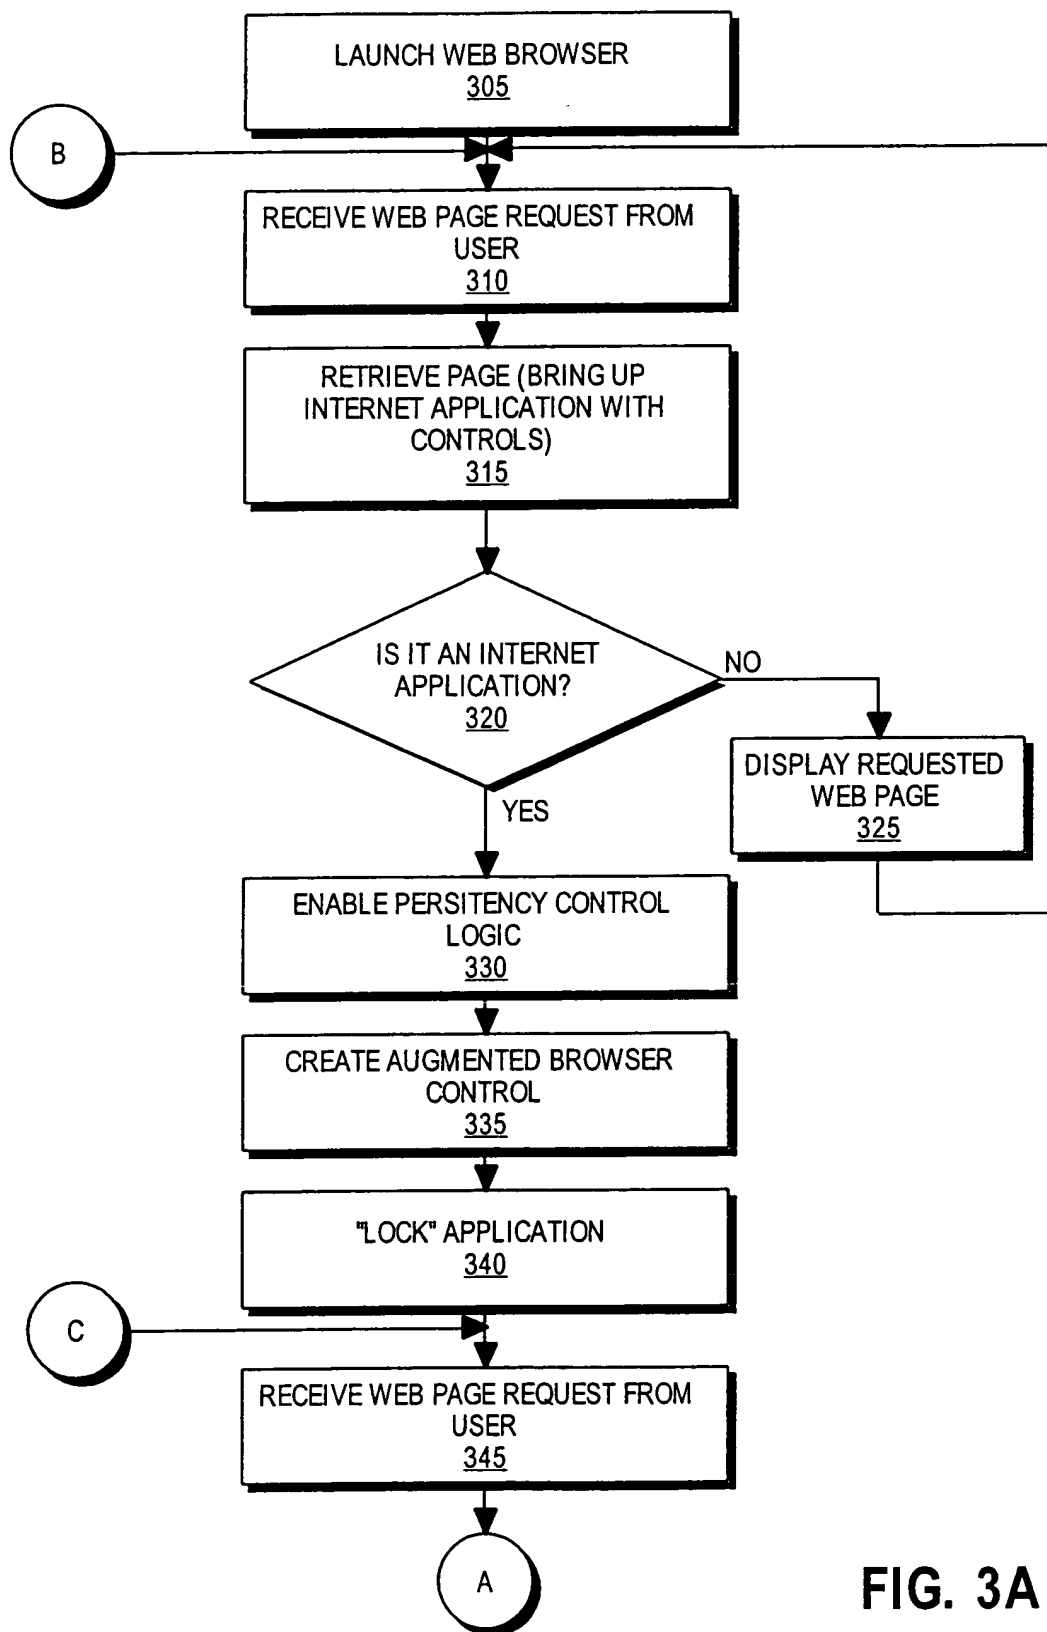 LAUNCH WEB BROWSER
305
B
RECEIVE WEB PAGE REQUEST FROM
USER
310
RETRIEVE PAGE (BRING UP
INTERNET APPLICATION WITH
CONTROLS)
315
IS IT AN INTERNET
APPLICATION?
320
NO
YES
DISPLAY REQUESTED
WEB PAGE
325
ENABLE PERSITENCY CONTROL
LOGIC
330
CREATE AUGMENTED BROWSER
CONTROL
335
"LOCK" APPLICATION
340
C
RECEIVE WEB PAGE REQUEST FROM
USER
345
A
FIG. 3A